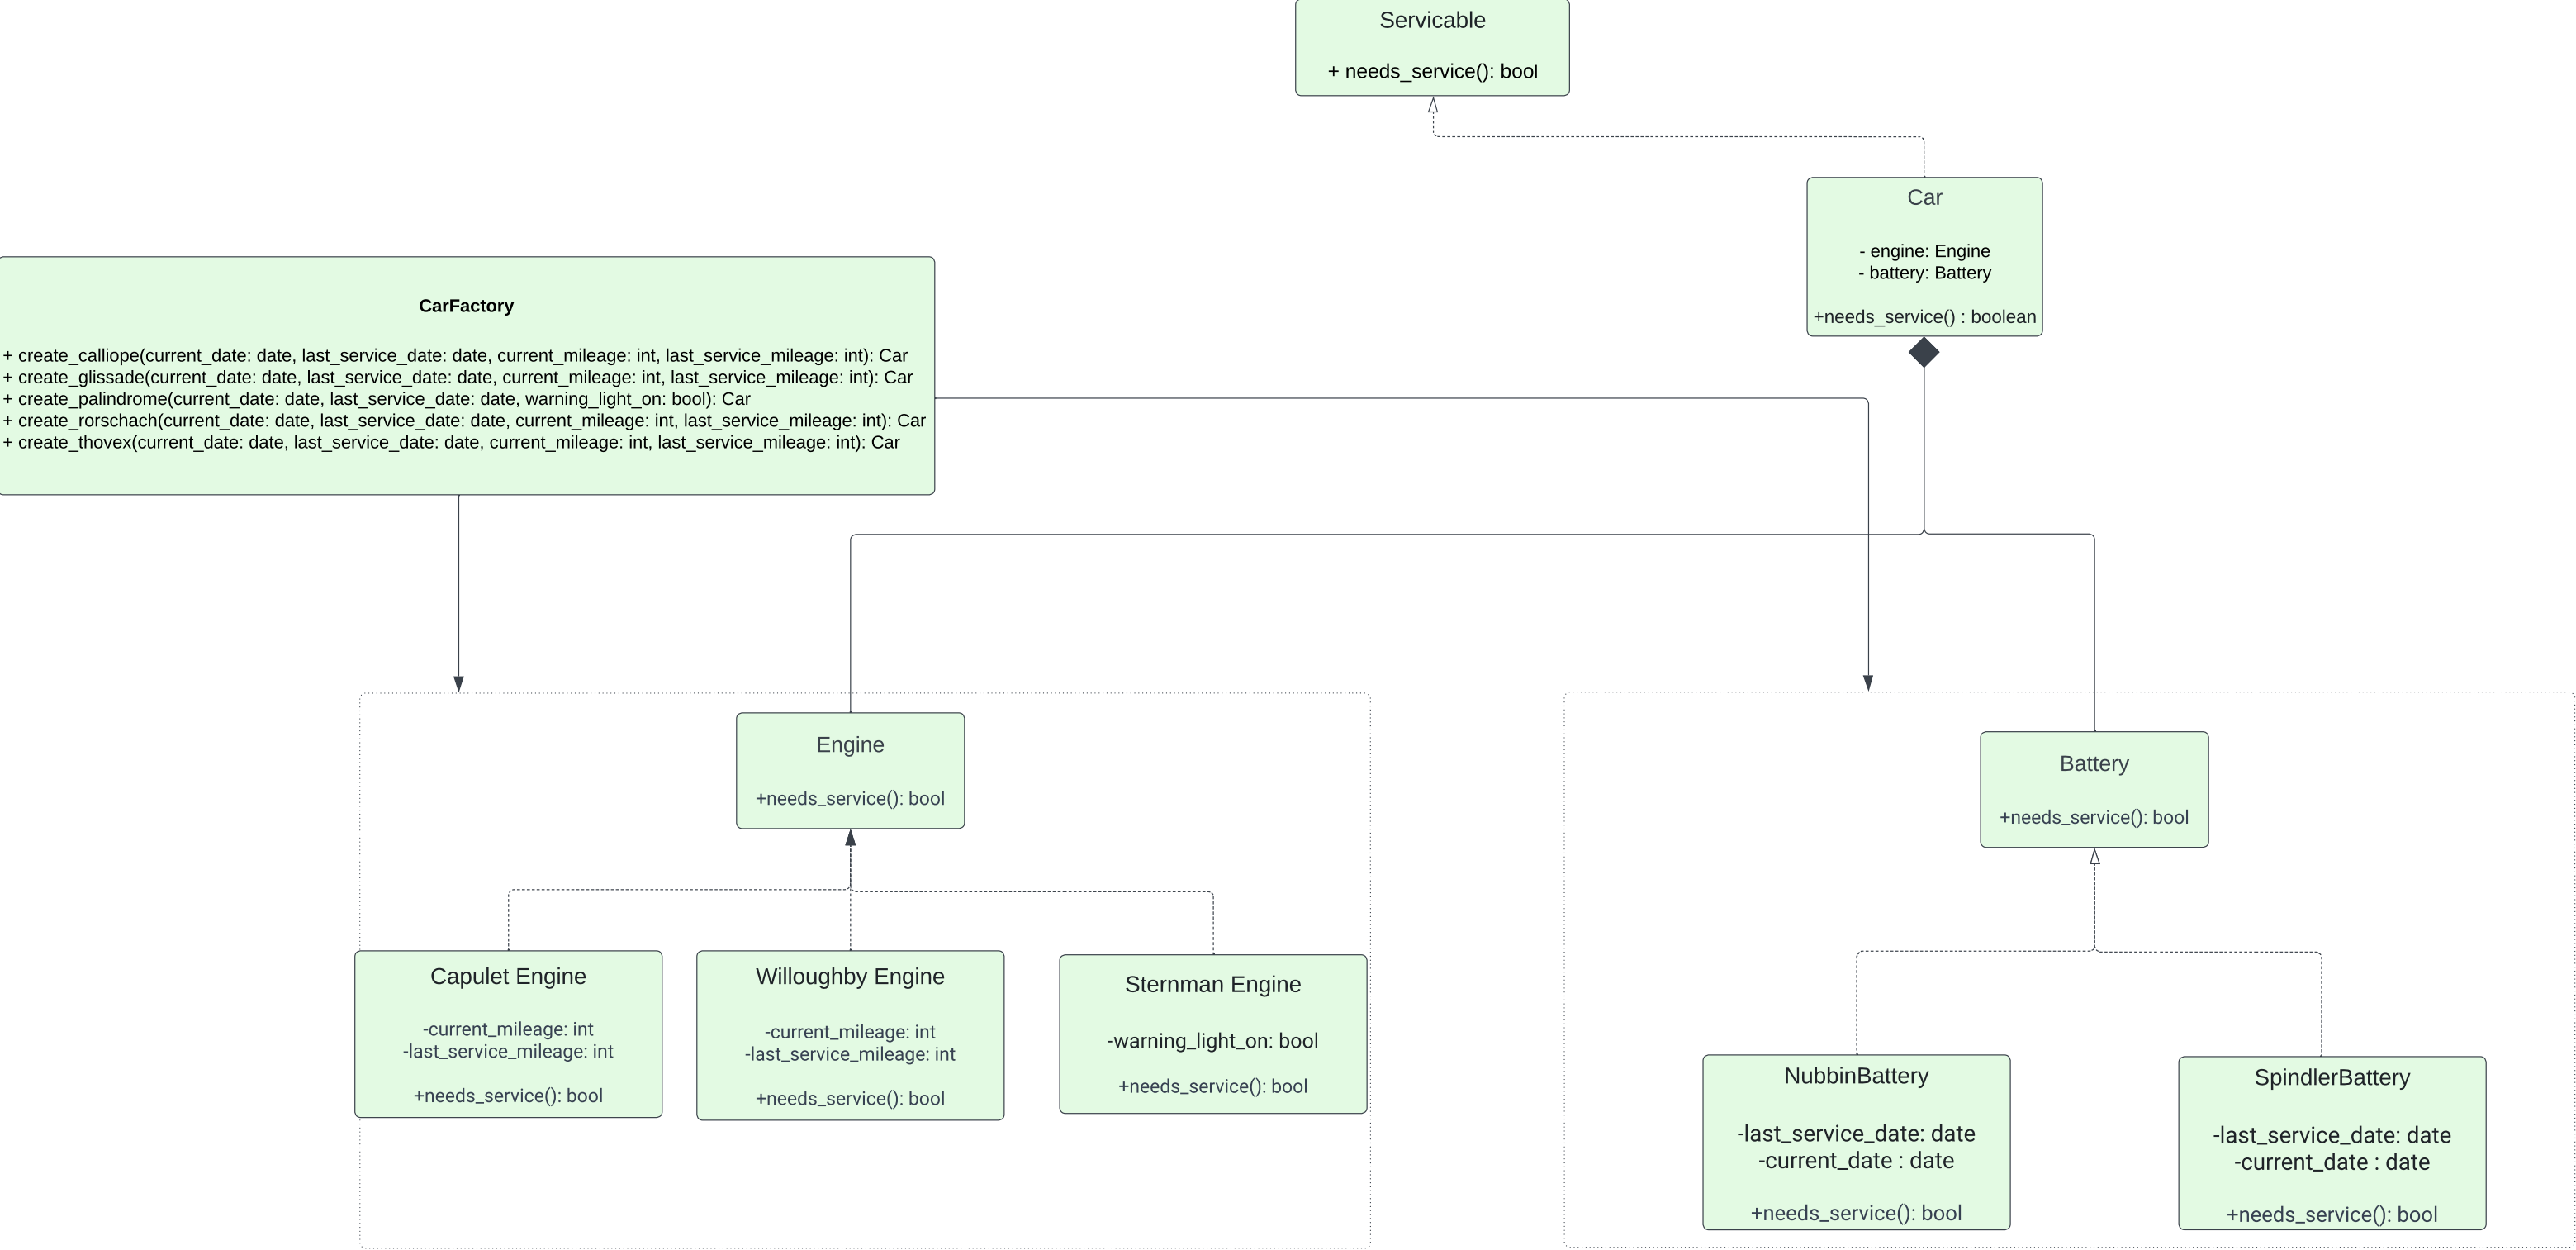 Servicable
+ needs_service(): bool
Car
- engine: Engine
- battery: Battery
+needs_service() : boolean
CarFactory
+ create_calliope(current_date: date, last_service_date: date, current_mileage: int, last_service_mileage: int): Car
+ create_glissade(current_date: date, last_service_date: date, current_mileage: int, last_service_mileage: int): Car
+ create_palindrome(current_date: date, last_service_date: date, warning_light_on: bool): Car
+ create_rorschach(current_date: date, last_service_date: date, current_mileage: int, last_service_mileage: int): Car
+ create_thovex(current_date: date, last_service_date: date, current_mileage: int, last_service_mileage: int): Car
Engine
+needs_service(): bool
Battery
+needs_service(): bool
Capulet Engine
-current_mileage: int
-last_service_mileage: int
+needs_service(): bool
Willoughby Engine
-current_mileage: int
-last_service_mileage: int
+needs_service(): bool
Sternman Engine
-warning_light_on: bool
+needs_service(): bool
NubbinBattery
-last_service_date: date
-current_date : date
+needs_service(): bool
SpindlerBattery
-last_service_date: date
-current_date : date
+needs_service(): bool